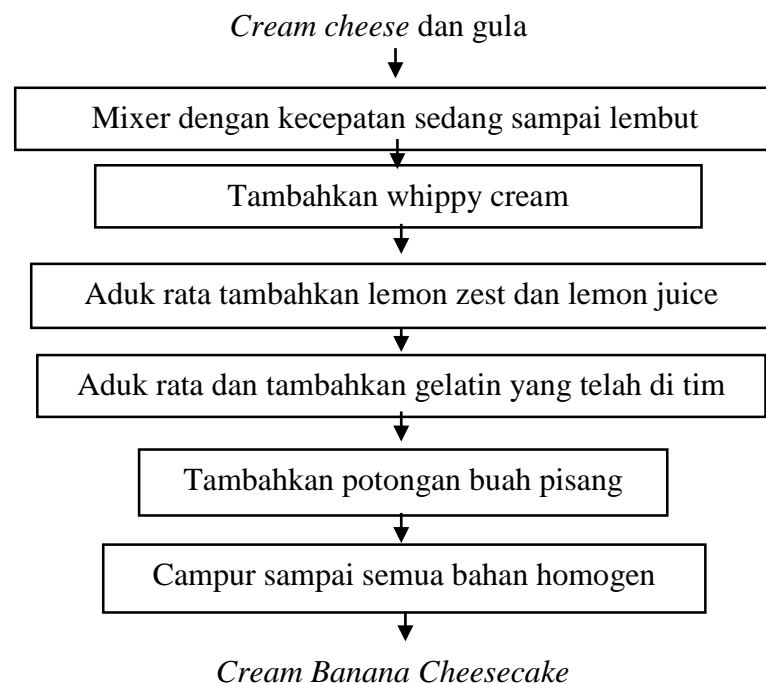 Cream cheese dan gula
Mixer dengan kecepatan sedang sampai lembut
Tambahkan whippy cream
Aduk rata tambahkan lemon zest dan lemon juice
Aduk rata dan tambahkan gelatin yang telah di tim
Tambahkan potongan buah pisang
Campur sampai semua bahan homogen
Cream Banana Cheesecake